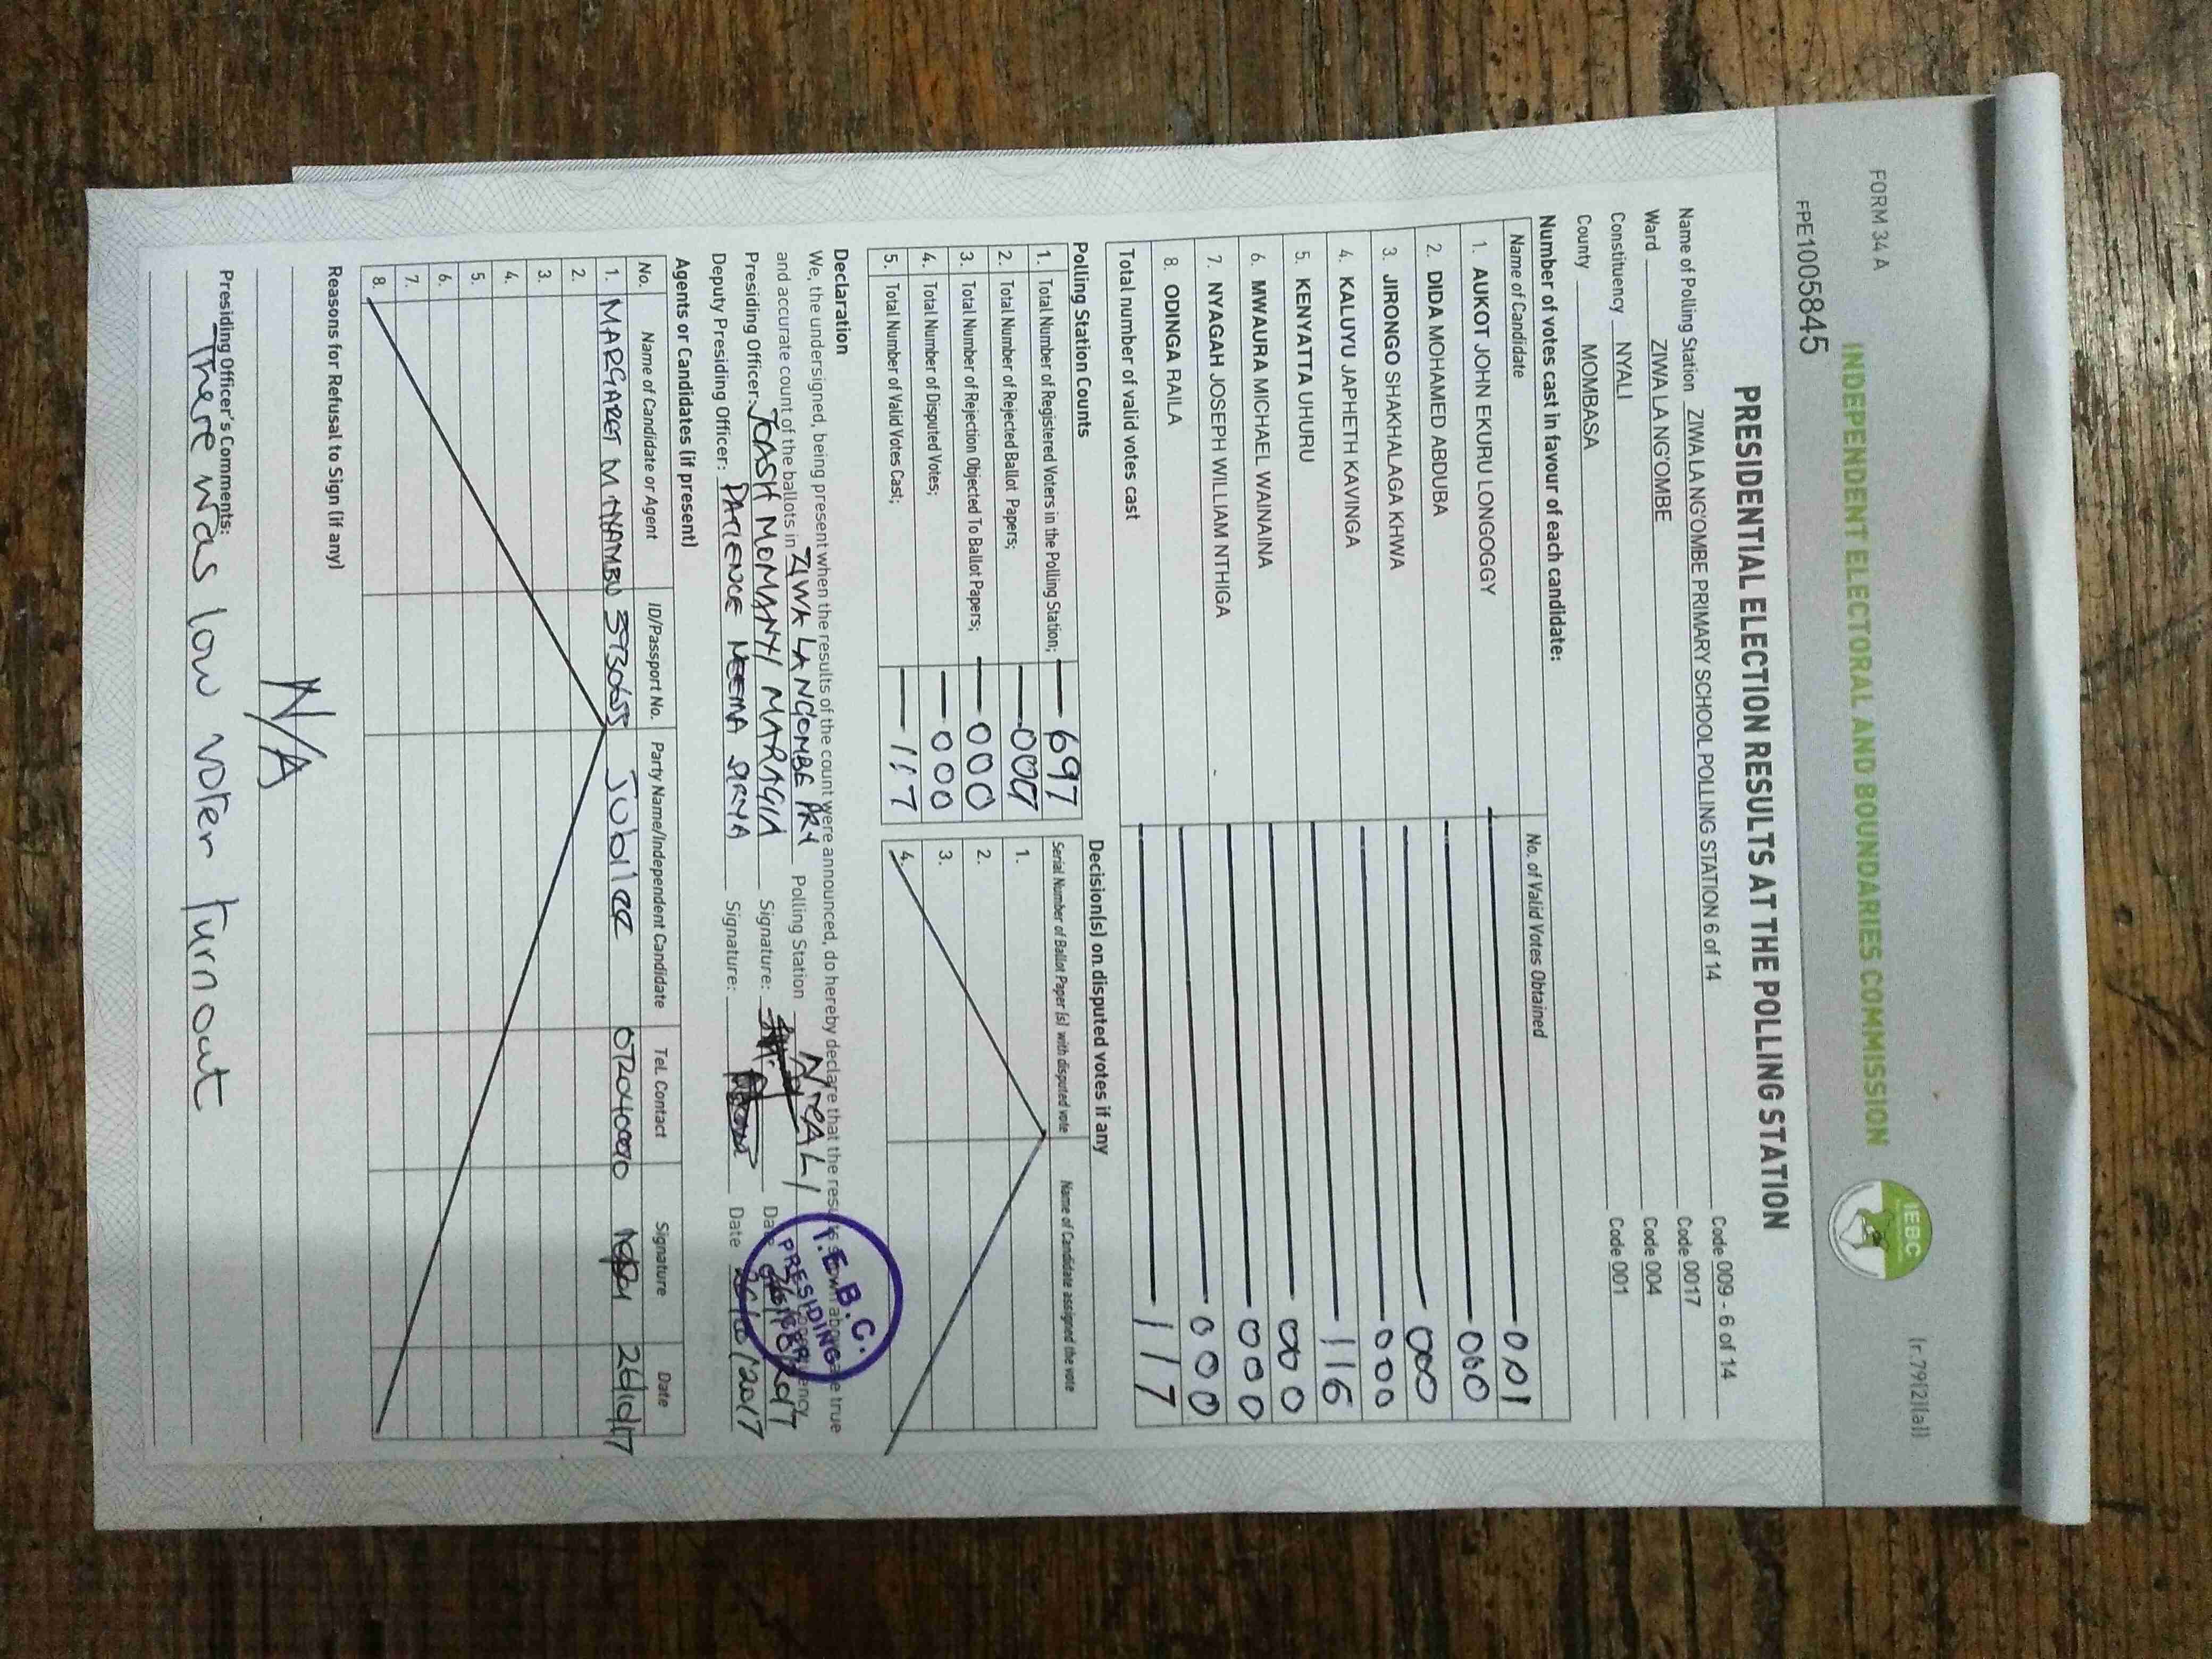 FORM 34 A
(r.79(2)(a))
INDEPENDENT ELECTORAL AND BOUNDARIES COMMISSION
IEBC
FPE1005845
PRESIDENTIAL ELECTION RESULTS AT THE POLLING STATION
Name of Polling Station ZIWA LA NG'OMBE PRIMARY SCHOOL POLLING STATION 6 of 14 Code 009 - 6 of 14
Ward ZIWA LA NG'OMBE Code 0017
Constituency NYALI Code 004
County MOMBASA Code 001
Number of votes cast in favour of each candidate:
Name of Candidate No. of Valid Votes Obtained
1. AUKOT JOHN EKURU LONGOGGY 001
2. DIDA MOHAMED ABDUBA 000
3. JIRONGO SHAKHALAGA KHWA 000
4. KALUYU JAPHETH KAVINGA 000
5. KENYATTA UHURU 116
6. MWAURA MICHAEL WAINAINA 000
7. NYAGAH JOSEPH WILLIAM NTHIGA 000
8. ODINGA RAILA 000
Total number of valid votes cast 117
Polling Station Counts
1. Total Number of Registered Voters in the Polling Station; 697
2. Total Number of Rejected Ballot Papers; 000
3. Total Number of Rejection Objected To Ballot Papers; 000
4. Total Number of Disputed Votes; 000
5. Total Number of Valid Votes Cast; 117
Decision(s) on disputed votes if any
Serial Number of Ballot Paper (s) with disputed vote Name of Candidate assigned the vote
1.
2.
3.
4.
Declaration
We, the undersigned, being present when the results of the count were announced, do hereby declare that the results shown above are true
and accurate count of the ballots in ZIWA LANGOMBE PRY Polling Station NYALI
Presiding Officer: JOASH MOMANYI MARAGIA Signature: Date
Deputy Presiding Officer: PATIENCE NEEMA Signature: Date 26/10/2017
I.E.B.C.
PRESIDING
Agents or Candidates (if present)
No. Name of Candidate or Agent ID/Passport No. Party Name/Independent Candidate Tel. Contact Signature Date
1. MARGARET M 5930655 Jubilee 0720400090 26/10/17
2.
3.
4.
5.
6.
7.
8.
Reasons for Refusal to Sign (if any)
N/A
Presiding Officer's Comments:
There was low voter turnout